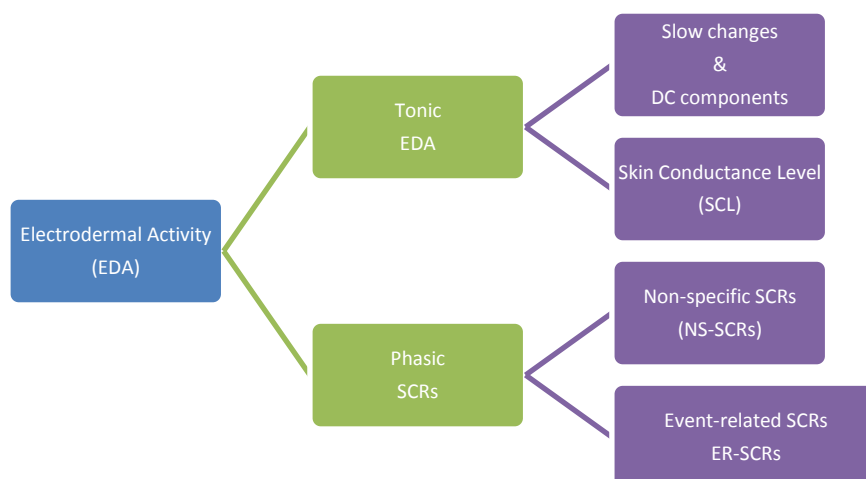 Electrodermal Activity
(EDA)
Tonic
EDA
Slow changes
&
DC components
Skin Conductance Level
(SCL)
Phasic
SCRs
Non-specific SCRs
(NS-SCRs)
Event-related SCRs
ER-SCRs